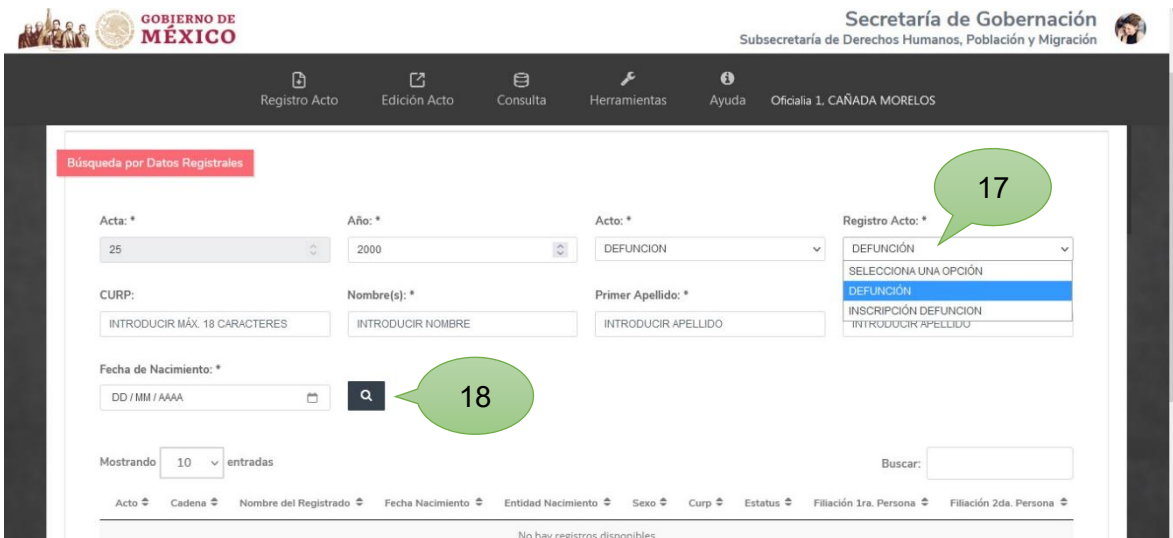 GOBIERNO DE
MÉXICO
Secretaría de Gobernación
Subsecretaría de Derechos Humanos, Población y Migración
Registro Acto Edición Acto Consulta Herramientas Ayuda Oficialia 1, CAÑADA MORELOS
Búsqueda por Datos Registrales
17
Acta: * Año: * Acto: * Registro Acto: *
25 2000 DEFUNCION DEFUNCIÓN
SELECCIONA UNA OPCIÓN
DEFUNCIÓN
INSCRIPCIÓN DEFUNCION
CURP: Nombre(s): * Primer Apellido: *
INTRODUCIR MÁX. 18 CARACTERES INTRODUCIR NOMBRE INTRODUCIR APELLIDO INTRODUCIR APELLIDO
Fecha de Nacimiento: *
DD / MM / AAAA
18
Mostrando 10 entradas Buscar:
Acto Cadena Nombre del Registrado Fecha Nacimiento Entidad Nacimiento Sexo Curp Estatus Filiación 1ra. Persona Filiación 2da. Persona
No hay registros disponibles